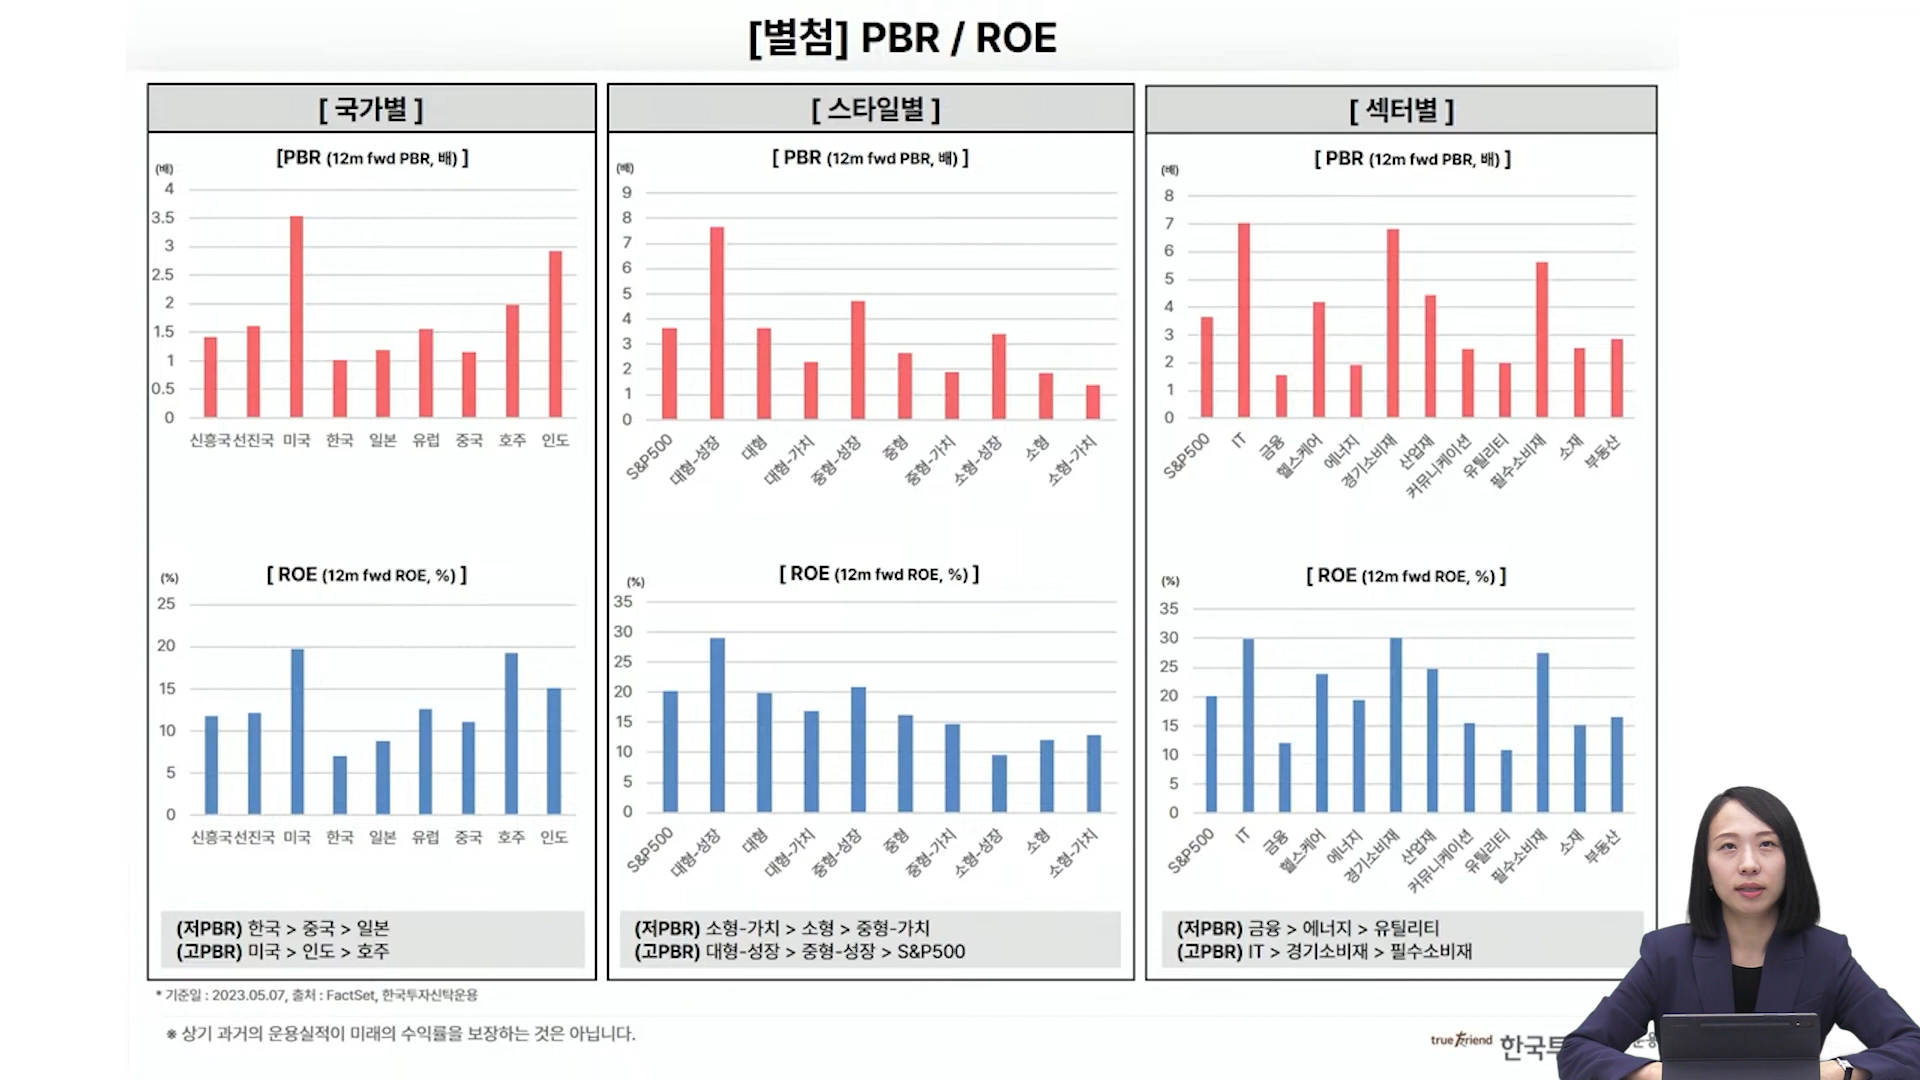 [별첨] PBR / ROE
[ 국가별 ]
[PBR (12m fwd PBR, 배) ]
(배)
4
3.5
3
2.5
2
1.5
1
0.5
0
신흥국 선진국 미국 한국 일본 유럽 중국 호주 인도
[ ROE (12m fwd ROE, %) ]
(%)
25
20
15
10
5
0
신흥국 선진국 미국 한국 일본 유럽 중국 호주 인도
(저PBR) 한국 > 중국 > 일본
(고PBR) 미국 > 인도 > 호주
[ 스타일별 ]
[ PBR (12m fwd PBR, 배) ]
(배)
9
8
7
6
5
4
3
2
1
0
S&P500 대형-성장 대형 대형-가치 중형-성장 중형 중형-가치 소형-성장 소형 소형-가치
[ ROE (12m fwd ROE, %) ]
(%)
35
30
25
20
15
10
5
0
S&P500 대형-성장 대형 대형-가치 중형-성장 중형 중형-가치 소형-성장 소형 소형-가치
(저PBR) 소형-가치 > 소형 > 중형-가치
(고PBR) 대형-성장 > 중형-성장 > S&P500
[ 섹터별 ]
[ PBR (12m fwd PBR, 배) ]
(배)
8
7
6
5
4
3
2
1
0
S&P500 IT 금융 헬스케어 에너지 경기소비재 산업재 커뮤니케이션 유틸리티 필수소비재 소재 부동산
[ ROE (12m fwd ROE, %) ]
(%)
35
30
25
20
15
10
5
0
S&P500 IT 금융 헬스케어 에너지 경기소비재 산업재 커뮤니케이션 유틸리티 필수소비재 소재 부동산
(저PBR) 금융 > 에너지 > 유틸리티
(고PBR) IT > 경기소비재 > 필수소비재
* 기준일 : 2023.05.07, 출처 : FactSet, 한국투자신탁운용
※ 상기 과거의 운용실적이 미래의 수익률을 보장하는 것은 아닙니다.
true Friend 한국투